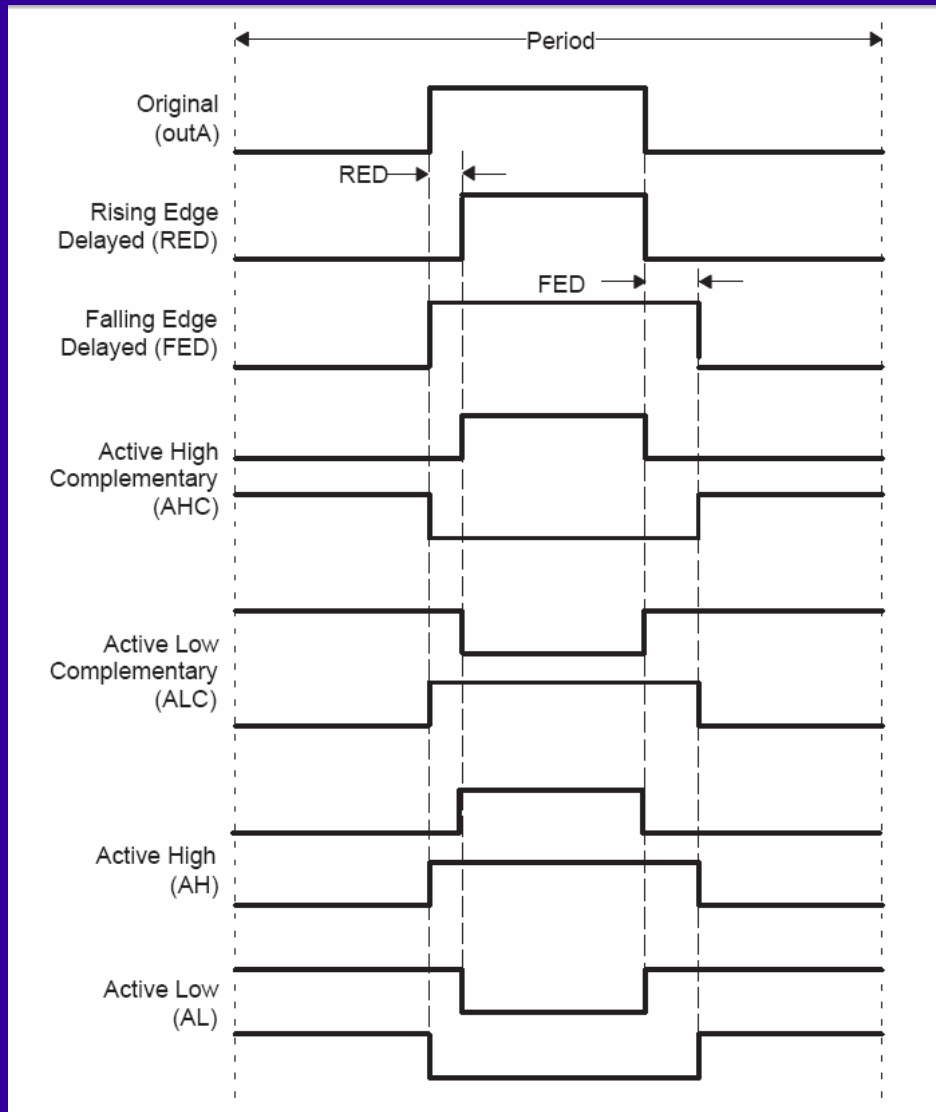 Period
Original
(outA)
RED
Rising Edge
Delayed (RED)
FED
Falling Edge
Delayed (FED)
Active High
Complementary
(AHC)
Active Low
Complementary
(ALC)
Active High
(AH)
Active Low
(AL)